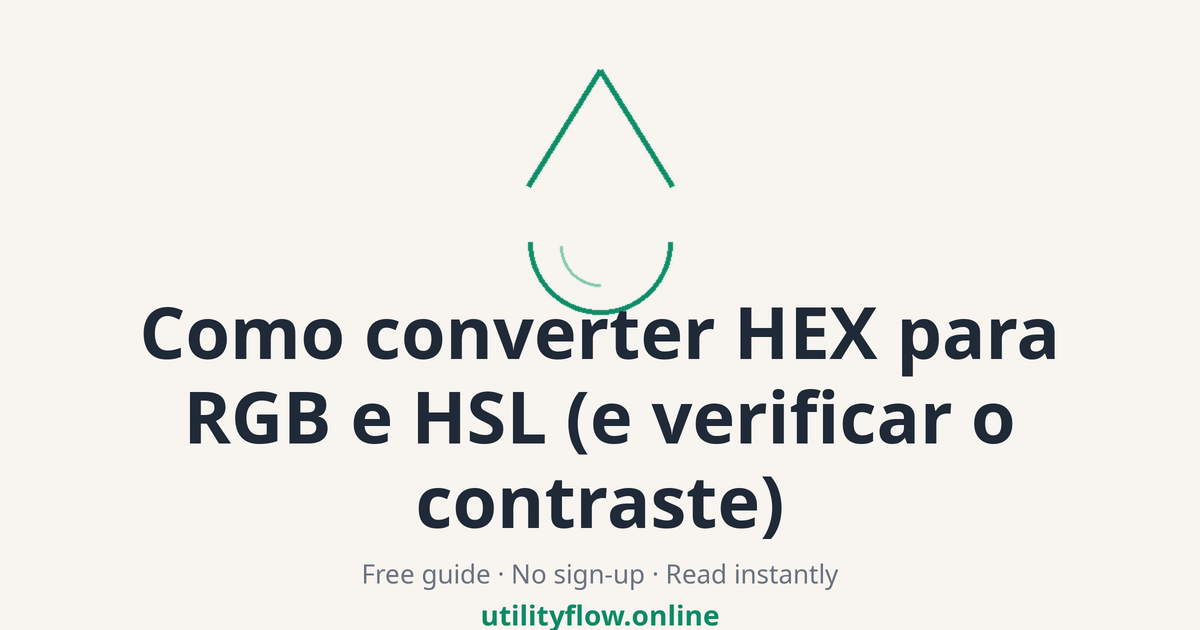 Como converter HEX para
RGB e HSL (e verificar o
contraste)
Free guide · No sign-up · Read instantly
utilityflow.online